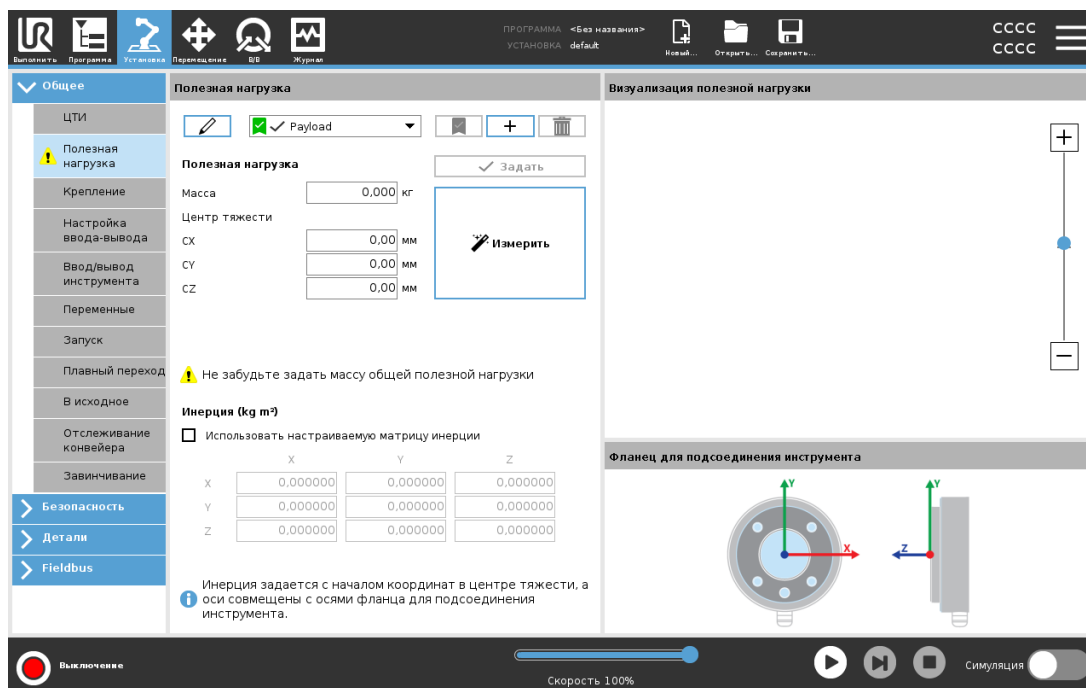 UR
ПРОГРАММА <Без названия>
УСТАНОВКА default
CCCC
CCCC
Выполнить Программа Установка Перемещение В/В Журнал Новый... Открыть... Сохранить...
Общее
ЦТИ
Полезная
нагрузка
Крепление
Настройка
ввода-вывода
Ввод/вывод
инструмента
Переменные
Запуск
Плавный переход
В исходное
Отслеживание
конвейера
Завинчивание
Безопасность
Детали
Fieldbus
Полезная нагрузка
Payload
Полезная нагрузка
Задать
Масса 0,000 кг
Центр тяжести
CX 0,00 мм
CY 0,00 мм
CZ 0,00 мм
Измерить
Не забудьте задать массу общей полезной нагрузки
Инерция (kg m²)
Использовать настраиваемую матрицу инерции
X Y Z
X 0,000000 0,000000 0,000000
Y 0,000000 0,000000 0,000000
Z 0,000000 0,000000 0,000000
Инерция задается с началом координат в центре тяжести, а
оси совмещены с осями фланца для подсоединения
инструмента.
Визуализация полезной нагрузки
Фланец для подсоединения инструмента
Y Y
X Z
Выключение
Скорость 100%
Симуляция